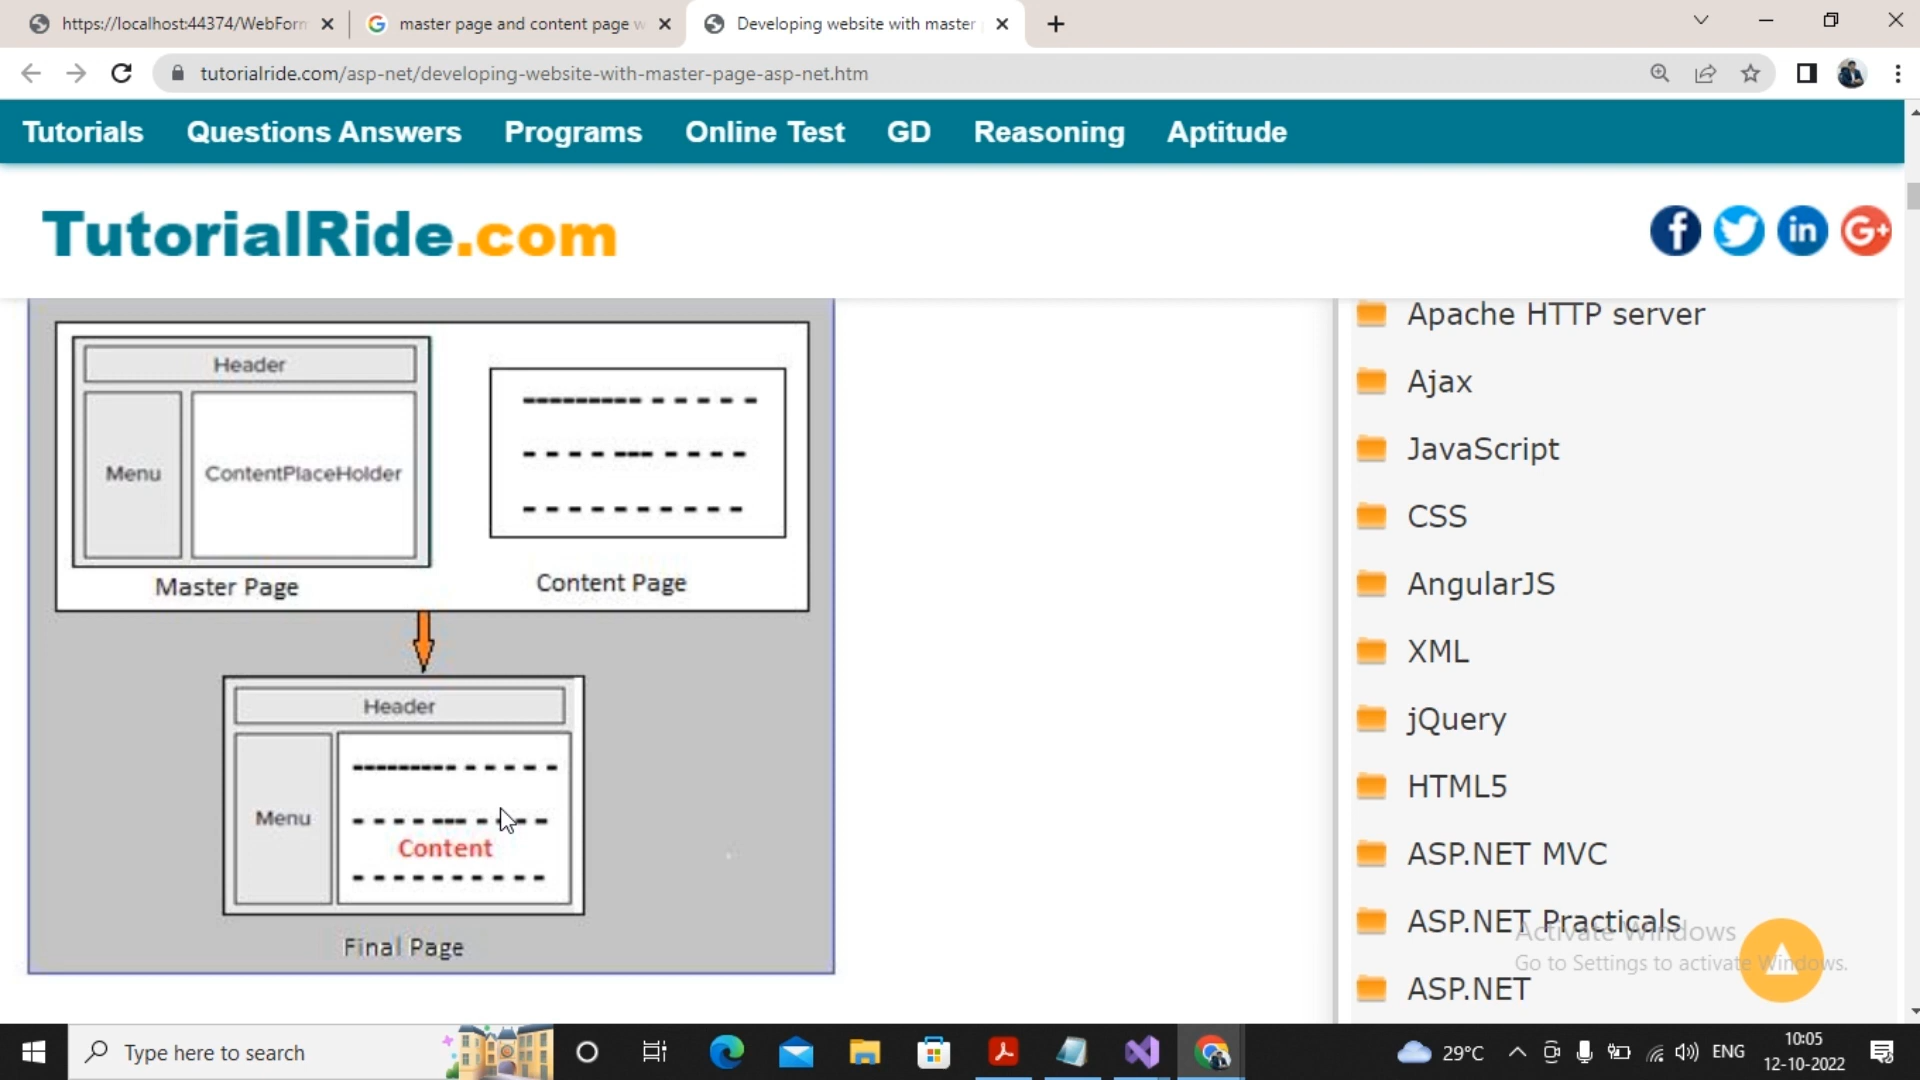 https://localhost:44374/WebForm
master page and content page w
Developing website with master
tutorialride.com/asp-net/developing-website-with-master-page-asp-net.htm
Tutorials Questions Answers Programs Online Test GD Reasoning Aptitude
TutorialRide.com
Header
Menu
ContentPlaceHolder
Master Page
Content Page
Header
Menu
Content
Final Page
Apache HTTP server
Ajax
JavaScript
CSS
AngularJS
XML
jQuery
HTML5
ASP.NET MVC
ASP.NET Practicals
ASP.NET
Activate Windows
Go to Settings to activate Windows.
Type here to search
29°C
ENG
10:05
12-10-2022